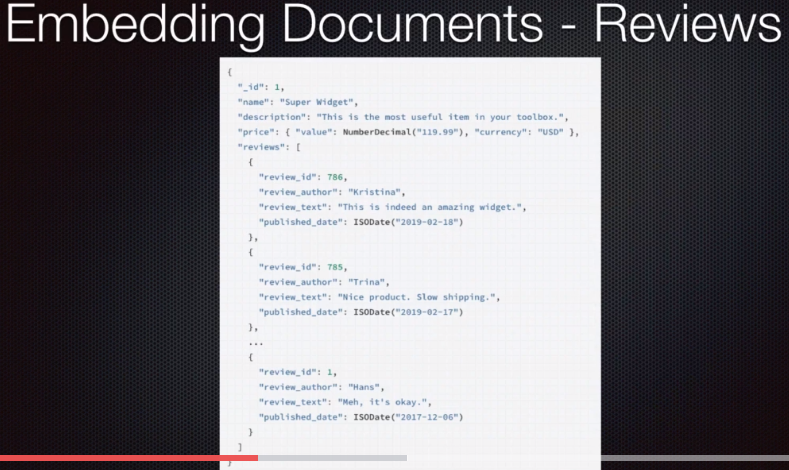 Embedding Documents - Reviews
{
"_id": 1,
"name": "Super Widget",
"description": "This is the most useful item in your toolbox.",
"price": { "value": NumberDecimal("119.99"), "currency": "USD" },
"reviews": [
{
"review_id": 786,
"review_author": "Kristina",
"review_text": "This is indeed an amazing widget.",
"published_date": ISODate("2019-02-18")
},
{
"review_id": 785,
"review_author": "Trina",
"review_text": "Nice product. Slow shipping.",
"published_date": ISODate("2019-02-17")
},
...
{
"review_id": 1,
"review_author": "Hans",
"review_text": "Meh, it's okay.",
"published_date": ISODate("2017-12-06")
}
]
}